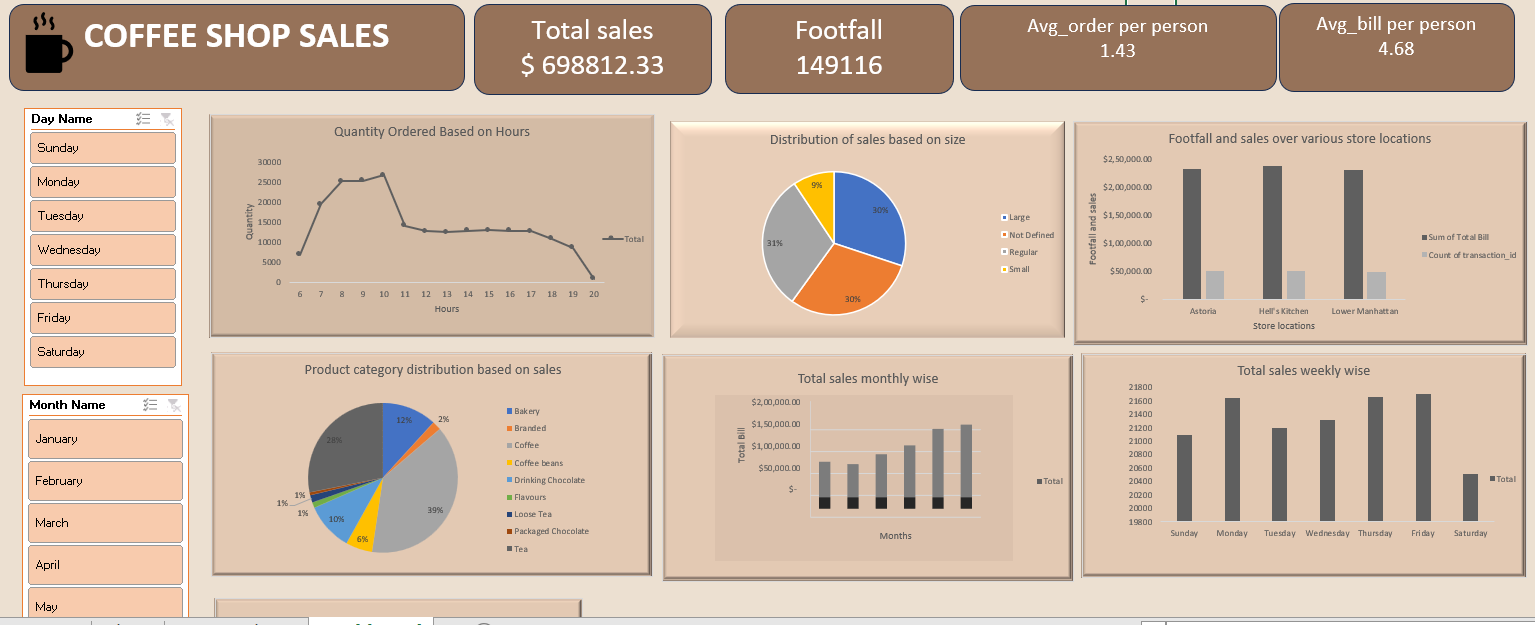 COFFEE SHOP SALES
Total sales
$ 698812.33
Footfall
149116
Avg_order per person
1.43
Avg_bill per person
4.68
Day Name
Sunday
Monday
Tuesday
Wednesday
Thursday
Friday
Saturday
Month Name
January
February
March
April
May
Quantity Ordered Based on Hours
Quantity
30000
25000
20000
15000
10000
5000
0
6 7 8 9 10 11 12 13 14 15 16 17 18 19 20
Hours
Total
Distribution of sales based on size
9%
30%
31%
30%
Large
Not Defined
Regular
Small
Footfall and sales over various store locations
Footfall and sales
$2,50,000.00
$2,00,000.00
$1,50,000.00
$1,00,000.00
$50,000.00
$-
Astoria Hell's Kitchen Lower Manhattan
Store locations
Sum of Total Bill
Count of transaction_id
Product category distribution based on sales
12%
2%
28%
39%
1%
1%
1%
10%
6%
Bakery
Branded
Coffee
Coffee beans
Drinking Chocolate
Flavours
Loose Tea
Packaged Chocolate
Tea
Total sales monthly wise
Total Bill
$2,00,000.00
$1,50,000.00
$1,00,000.00
$50,000.00
$-
Months
Total
Total sales weekly wise
21800
21600
21400
21200
21000
20800
20600
20400
20200
20000
19800
Sunday Monday Tuesday Wednesday Thursday Friday Saturday
Total